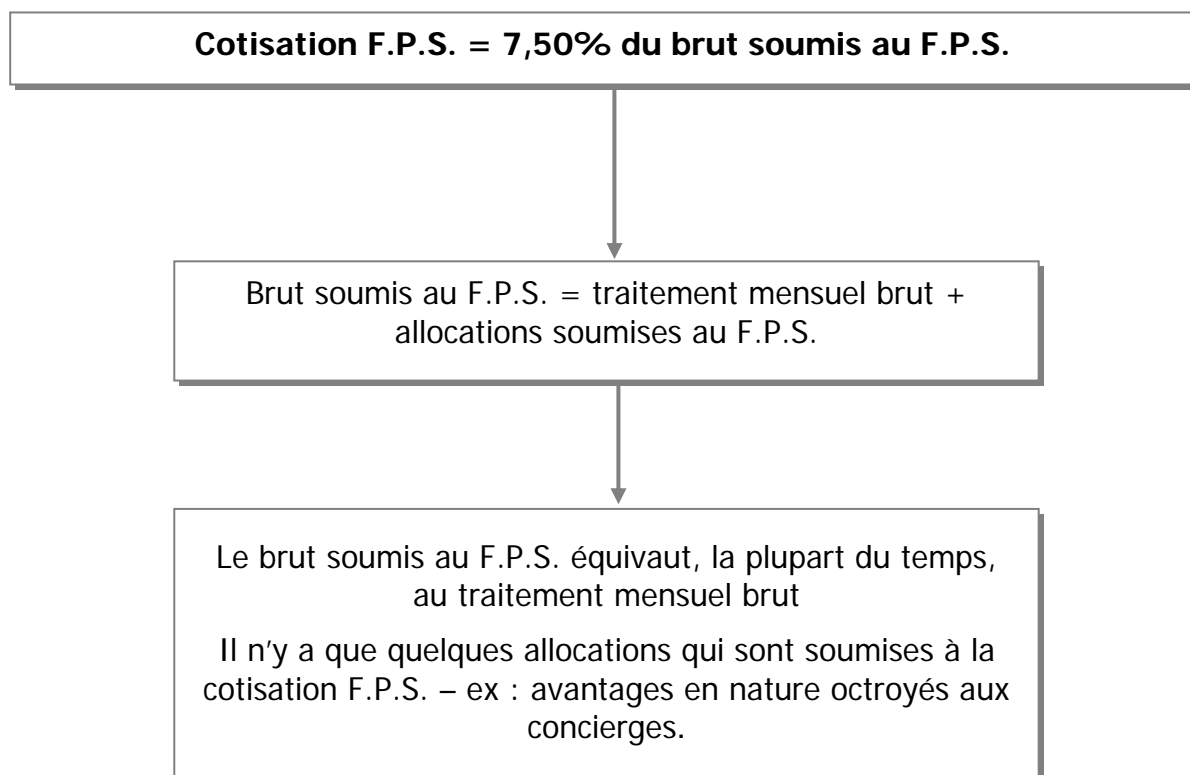 Cotisation F.P.S. = 7,50% du brut soumis au F.P.S.
Brut soumis au F.P.S. = traitement mensuel brut +
allocations soumises au F.P.S.
Le brut soumis au F.P.S. équivaut, la plupart du temps,
au traitement mensuel brut
Il n'y a que quelques allocations qui sont soumises à la
cotisation F.P.S. – ex : avantages en nature octroyés aux
concierges.